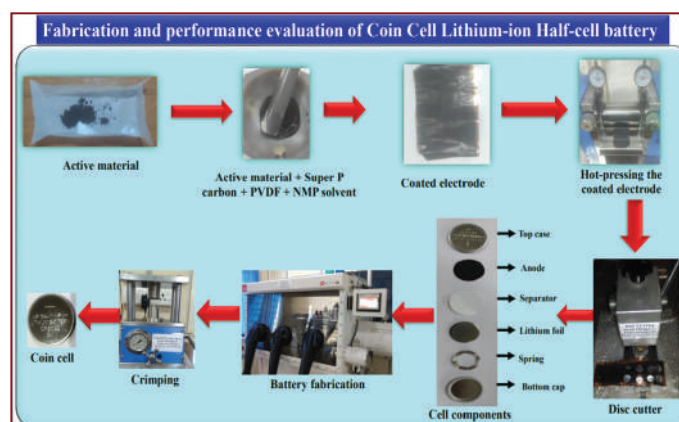 Fabrication and performance evaluation of Coin Cell Lithium-ion Half-cell battery
Active material
Active material + Super P
carbon + PVDF + NMP solvent
Coated electrode
Hot-pressing the
coated electrode
Top case
Anode
Separator
Lithium foil
Spring
Bottom cap
Coin cell
Crimping
Battery fabrication
Cell components
Disc cutter